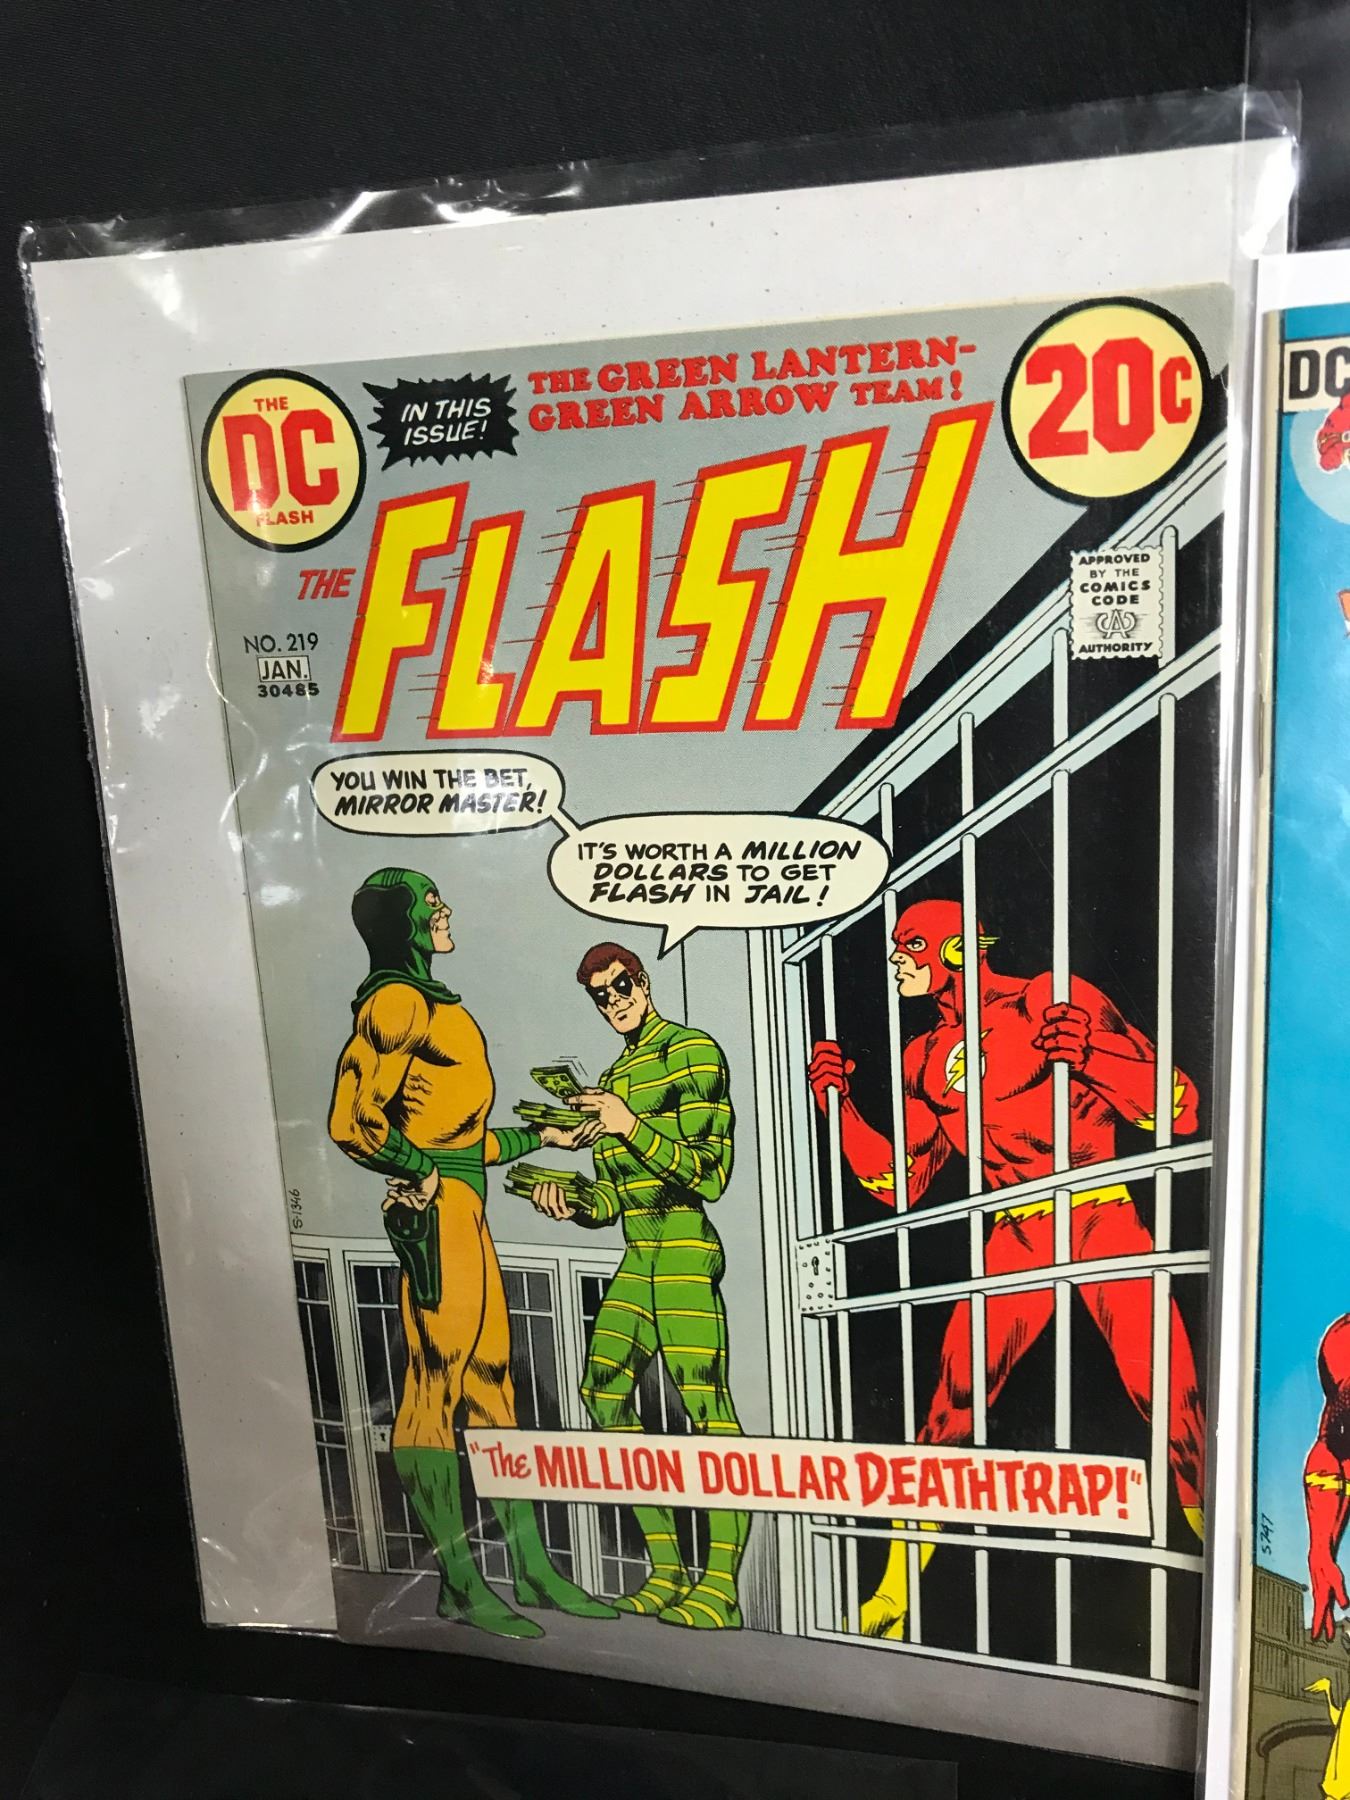 THE
DC
FLASH
IN THIS
ISSUE!
THE GREEN LANTERN-
GREEN ARROW TEAM!
20c
THE FLASH
NO. 219
JAN.
30485
APPROVED
BY THE
COMICS
CODE
CA
AUTHORITY
YOU WIN THE BET,
MIRROR MASTER!
IT'S WORTH A MILLION
DOLLARS TO GET
FLASH IN JAIL!
S-1346
"The MILLION DOLLAR DEATHTRAP!"
DC
S747